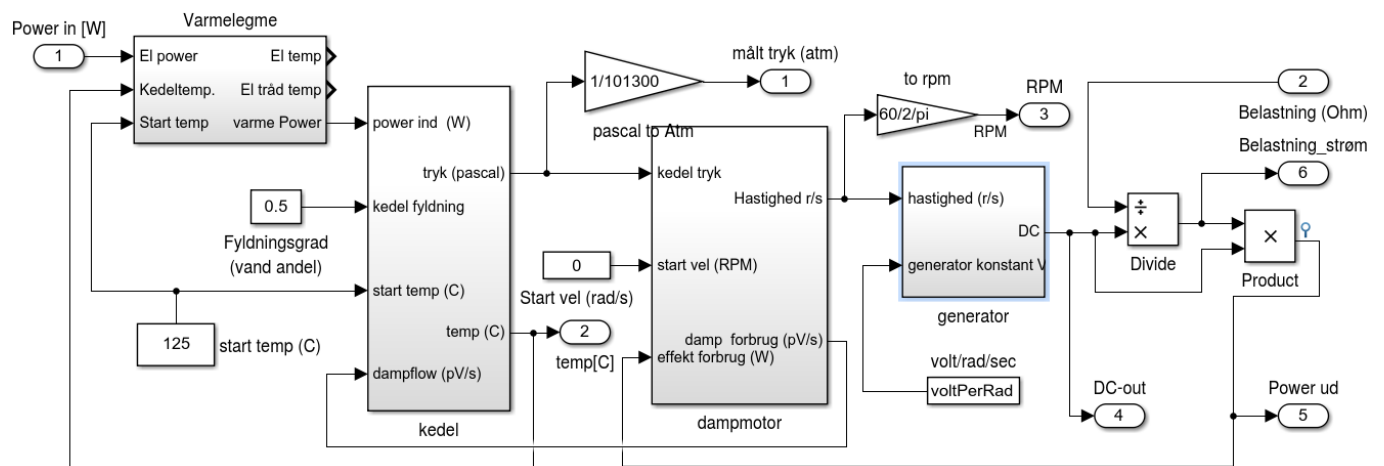 Varmelegme
Power in [W]
1
El power
El temp
Kedeltemp.
El tråd temp
Start temp
varme Power
power ind (W)
tryk (pascal)
kedel fyldning
start temp (C)
temp (C)
dampflow (pV/s)
kedel
0.5
Fyldningsgrad
(vand andel)
125
start temp (C)
1/101300
pascal to Atm
målt tryk (atm)
1
kedel tryk
Hastighed r/s
start vel (RPM)
damp forbrug (pV/s)
effekt forbrug (W)
dampmotor
0
Start vel (rad/s)
2
temp[C]
to rpm
60/2/pi
RPM
RPM
3
hastighed (r/s)
DC
generator konstant V
generator
volt/rad/sec
voltPerRad
DC-out
4
2
Belastning (Ohm)
Belastning_strøm
6
÷
×
Divide
×
Product
Power ud
5